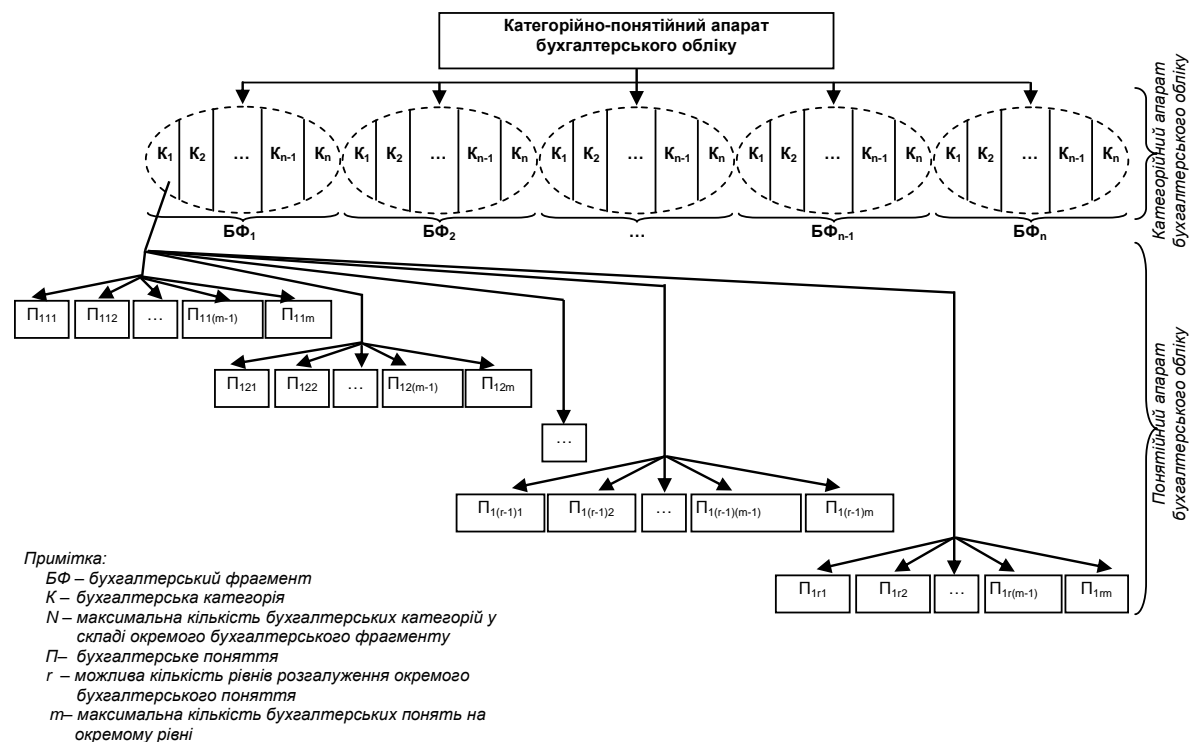 Категорійно-понятійний апарат
бухгалтерського обліку
К1 К2 ... Кn-1 Кn К1 К2 ... Кn-1 Кn К1 К2 ... Кn-1 Кn К1 К2 ... Кn-1 Кn К1 К2 ... Кn-1 Кn
БФ1 БФ2 ... БФn-1 БФn
Категорійний апарат
бухгалтерського обліку
П111 П112 ... П11(m-1) П11m
П121 П122 ... П12(m-1) П12m
...
П1(r-1)1 П1(r-1)2 ... П1(r-1)(m-1) П1(r-1)m
П1r1 П1r2 ... П1r(m-1) П1rm
Понятійний апарат
бухгалтерського обліку
Примітка:
БФ – бухгалтерський фрагмент
К – бухгалтерська категорія
N – максимальна кількість бухгалтерських категорій у
складі окремого бухгалтерського фрагменту
П– бухгалтерське поняття
r – можлива кількість рівнів розгалуження окремого
бухгалтерського поняття
m– максимальна кількість бухгалтерських понять на
окремому рівні